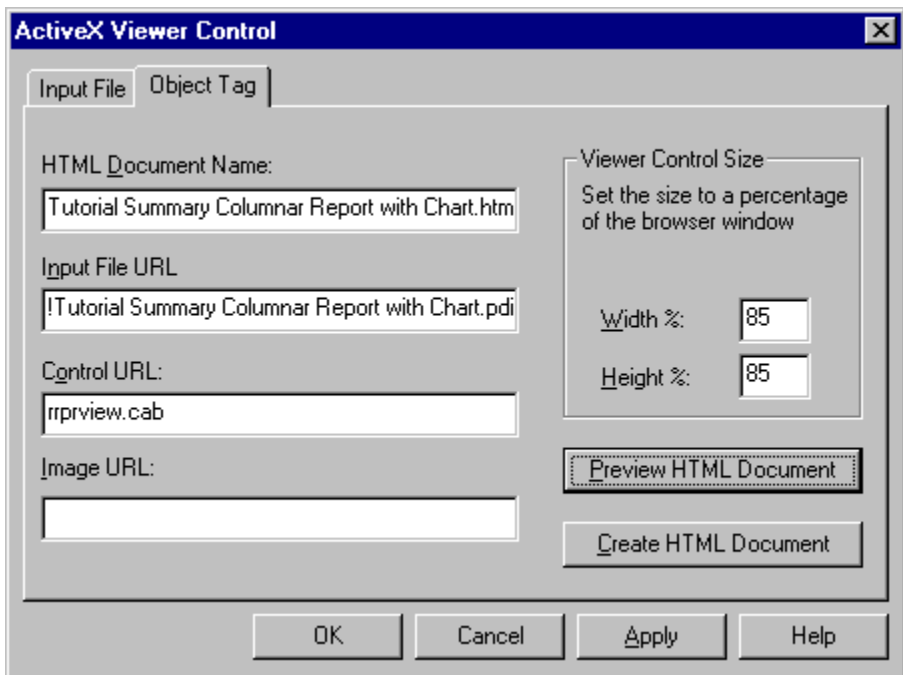 ActiveX Viewer Control
Input File
Object Tag
HTML Document Name:
Tutorial Summary Columnar Report with Chart.htm
Input File URL
!Tutorial Summary Columnar Report with Chart.pdi
Control URL:
rrprview.cab
Image URL:
Viewer Control Size
Set the size to a percentage
of the browser window
Width %:
85
Height %:
85
Preview HTML Document
Create HTML Document
OK
Cancel
Apply
Help